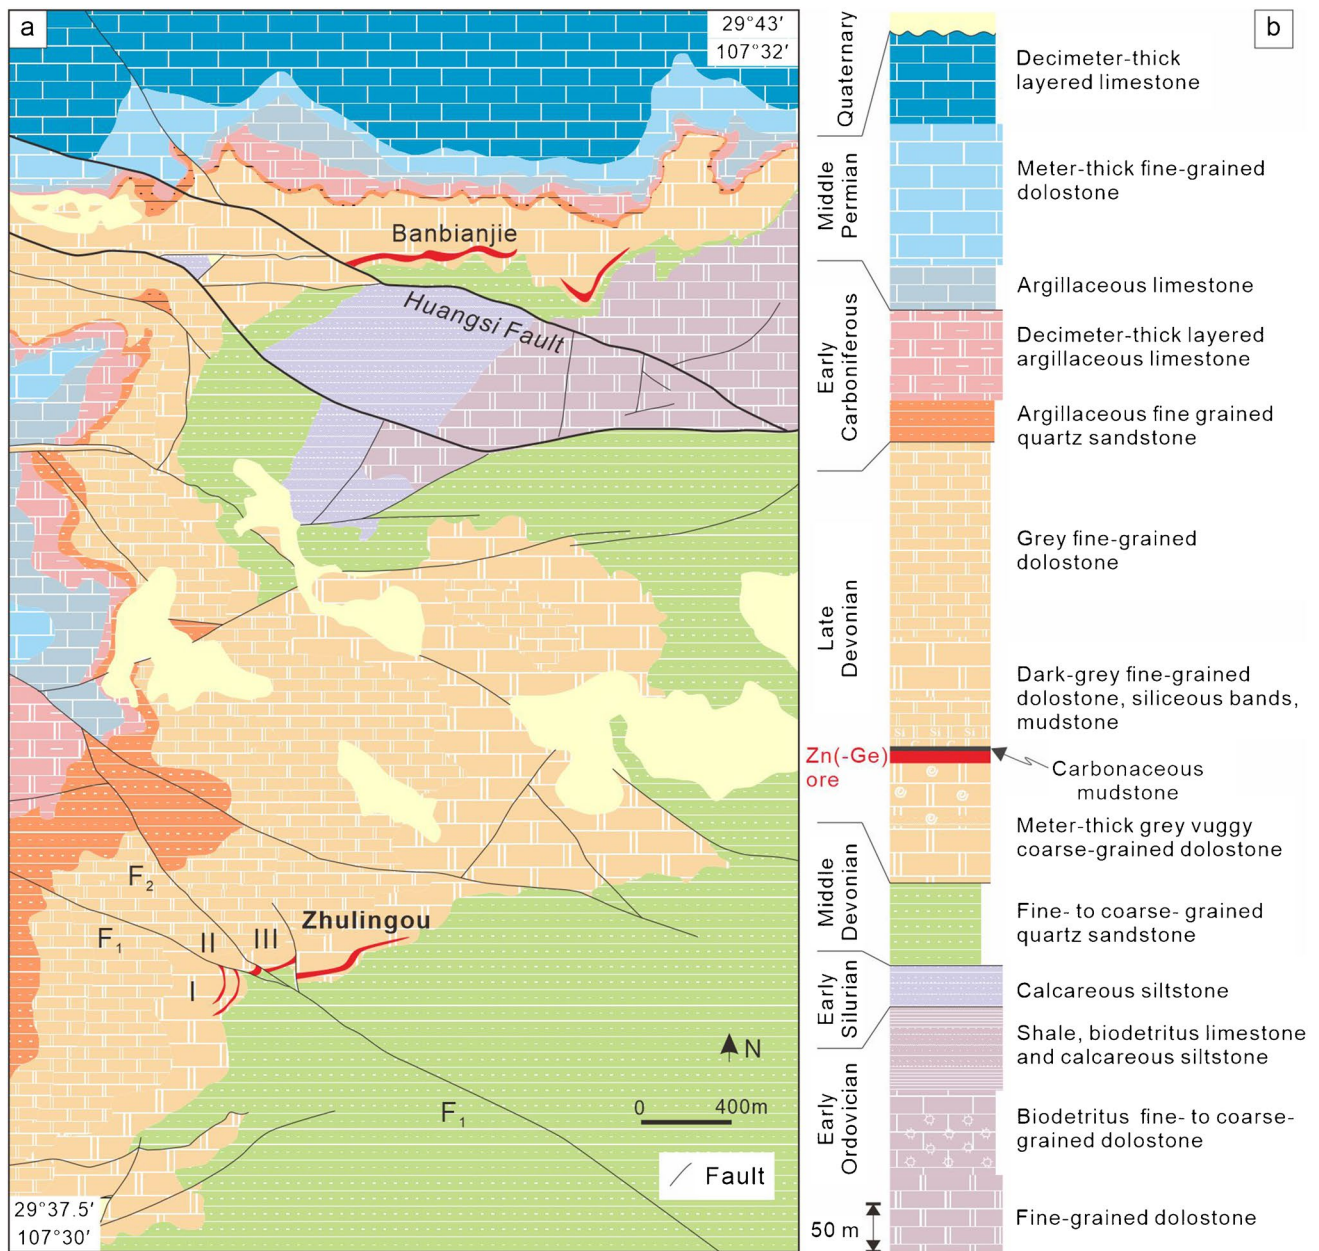 a
29°43′
107°32′
Banbianjie
Huangsi Fault
F2
F1
II
III
I
Zhulingou
N
0 400m
F1
Fault
29°37.5′
107°30′
b
Quaternary
Middle
Permian
Early
Carboniferous
Late
Devonian
Zn(-Ge)
ore
Middle
Devonian
Early
Silurian
Early
Ordovician
50 m
Decimeter-thick
layered limestone
Meter-thick fine-grained
dolostone
Argillaceous limestone
Decimeter-thick layered
argillaceous limestone
Argillaceous fine grained
quartz sandstone
Grey fine-grained
dolostone
Dark-grey fine-grained
dolostone, siliceous bands,
mudstone
Si Si Si
Carbonaceous
mudstone
Meter-thick grey vuggy
coarse-grained dolostone
Fine- to coarse- grained
quartz sandstone
Calcareous siltstone
Shale, biodetritus limestone
and calcareous siltstone
Biodetritus fine- to coarse-
grained dolostone
Fine-grained dolostone